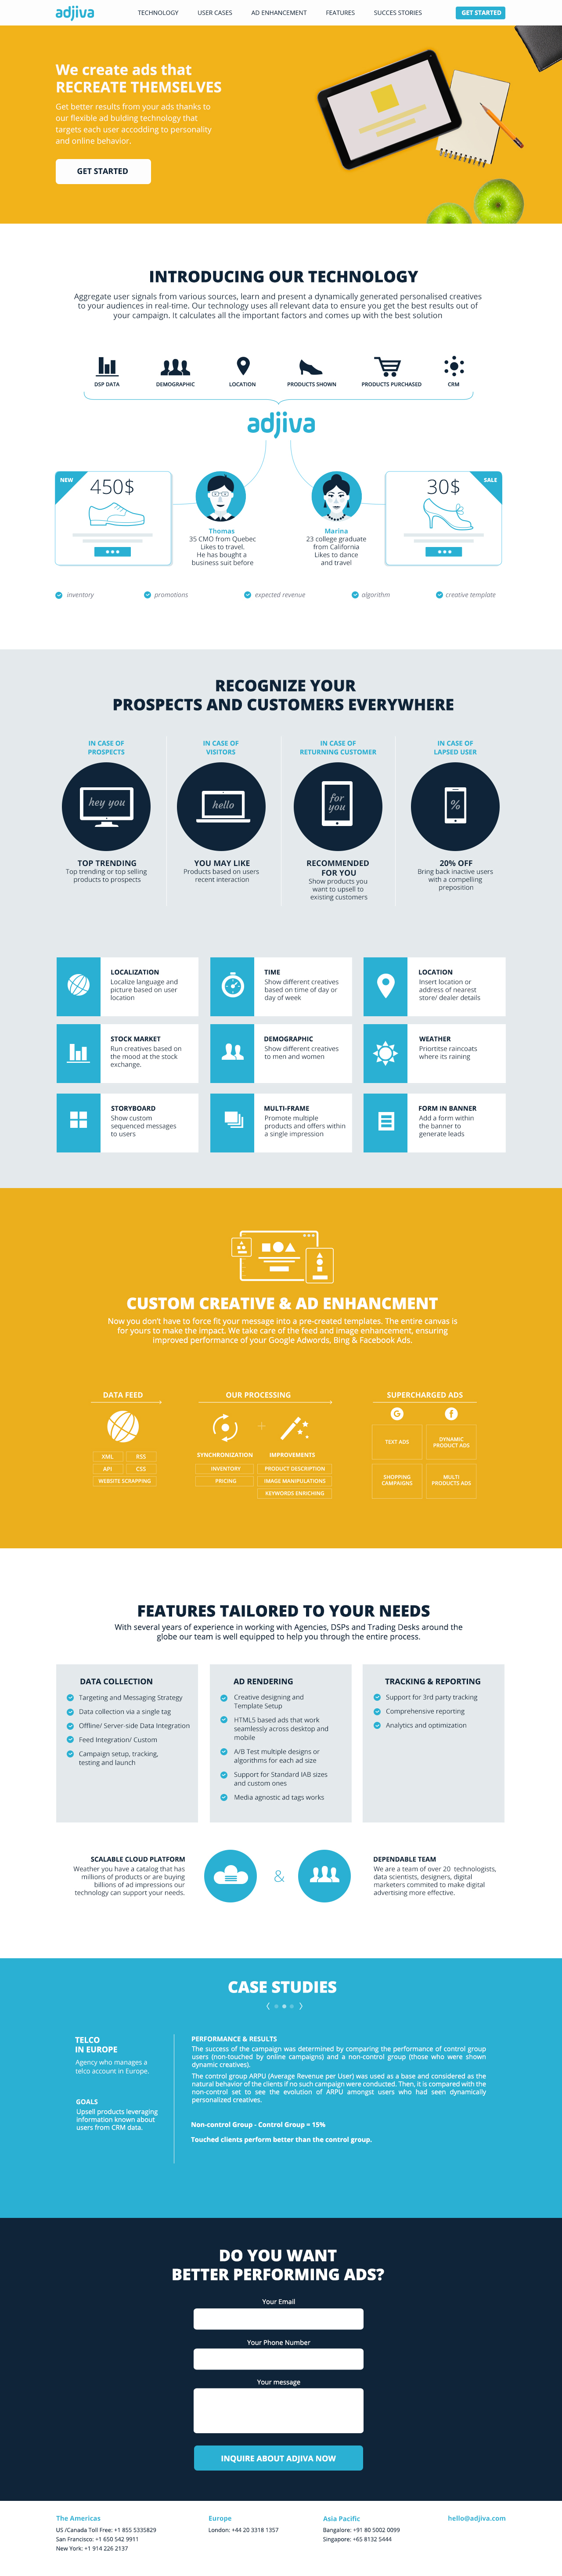 adjiva
TECHNOLOGY
USER CASES
AD ENHANCEMENT
FEATURES
SUCCES STORIES
GET STARTED
We create ads that
RECREATE THEMSELVES
Get better results from your ads thanks to
our flexible ad bulding technology that
targets each user accodding to personality
and online behavior.
GET STARTED
INTRODUCING OUR TECHNOLOGY
Aggregate user signals from various sources, learn and present a dynamically generated personalised creatives
to your audiences in real-time. Our technology uses all relevant data to ensure you get the best results out of
your campaign. It calculates all the important factors and comes up with the best solution
DSP DATA
DEMOGRAPHIC
LOCATION
PRODUCTS SHOWN
PRODUCTS PURCHASED
CRM
adjiva
NEW
450$
Thomas
35 CMO from Quebec
Likes to travel.
He has bought a
business suit before
Marina
23 college graduate
from California
Likes to dance
and travel
30$
SALE
inventory
promotions
expected revenue
algorithm
creative template
RECOGNIZE YOUR
PROSPECTS AND CUSTOMERS EVERYWHERE
IN CASE OF
PROSPECTS
hey you
TOP TRENDING
Top trending or top selling
products to prospects
IN CASE OF
VISITORS
hello
YOU MAY LIKE
Products based on users
recent interaction
IN CASE OF
RETURNING CUSTOMER
for
you
RECOMMENDED
FOR YOU
Show products you
want to upsell to
existing customers
IN CASE OF
LAPSED USER
%
20% OFF
Bring back inactive users
with a compelling
preposition
LOCALIZATION
Localize language and
picture based on user
location
TIME
Show different creatives
based on time of day or
day of week
LOCATION
Insert location or
address of nearest
store/ dealer details
STOCK MARKET
Run creatives based on
the mood at the stock
exchange,
DEMOGRAPHIC
Show different creatives
to men and women
WEATHER
Priortitse raincoats
where its raining
STORYBOARD
Show custom
sequenced messages
to users
MULTI-FRAME
Promote multiple
products and offers within
a single impression
FORM IN BANNER
Add a form within
the banner to
generate leads
CUSTOM CREATIVE & AD ENHANCMENT
Now you don't have to force fit your message into a pre-created templates. The entire canvas is
for yours to make the impact. We take care of the feed and image enhancement, ensuring
improved performance of your Google Adwords, Bing & Facebook Ads.
DATA FEED
XML
RSS
API
CSS
WEBSITE SCRAPPING
OUR PROCESSING
+
SYNCHRONIZATION
INVENTORY
PRICING
IMPROVEMENTS
PRODUCT DESCRIPTION
IMAGE MANIPULATIONS
KEYWORDS ENRICHING
SUPERCHARGED ADS
G
f
TEXT ADS
DYNAMIC
PRODUCT ADS
SHOPPING
CAMPAIGNS
MULTI
PRODUCTS ADS
FEATURES TAILORED TO YOUR NEEDS
With several years of experience in working with Agencies, DSPs and Trading Desks around the
globe our team is well equipped to help you through the entire process.
DATA COLLECTION
Targeting and Messaging Strategy
Data collection via a single tag
Offline/ Server-side Data Integration
Feed Integration/ Custom
Campaign setup, tracking,
testing and launch
AD RENDERING
Creative designing and
Template Setup
HTML5 based ads that work
seamlessly across desktop and
mobile
A/B Test multiple designs or
algorithms for each ad size
Support for Standard IAB sizes
and custom ones
Media agnostic ad tags works
TRACKING & REPORTING
Support for 3rd party tracking
Comprehensive reporting
Analytics and optimization
SCALABLE CLOUD PLATFORM
Weather you have a catalog that has
millions of products or are buying
billions of ad impressions our
technology can support your needs.
&
DEPENDABLE TEAM
We are a team of over 20 technologists,
data scientists, designers, digital
marketers commited to make digital
advertising more effective.
CASE STUDIES
TELCO
IN EUROPE
Agency who manages a
telco account in Europe.
GOALS
Upsell products leveraging
Information known about
users from CRM data.
PERFORMANCE & RESULTS
The success of the campaign was determined by comparing the performance of control group
users (non-touched by online campaigns) and a non-control group (those who were shown
dynamic creatives).
The control group ARPU (Average Revenue per User) was used as a base and considered as the
natural behavior of the clients if no such campaign were conducted. Then, it is compared with the
non-control set to see the evolution of ARPU amongst users who had seen dynamically
personalized creatives.
Non-control Group - Control Group = 15%
Touched clients perform better than the control group.
DO YOU WANT
BETTER PERFORMING ADS?
Your Email
Your Phone Number
Your message
INQUIRE ABOUT ADJIVA NOW
The Americas
US /Canada Toll Free: +1 855 5335829
San Francisco: +1 650 542 9911
New York: +1 914 226 2137
Europe
London: +44 20 3318 1357
Asia Pacific
Bangalore: +91 80 5002 0099
Singapore: +65 8132 5444
hello@adjiva.com